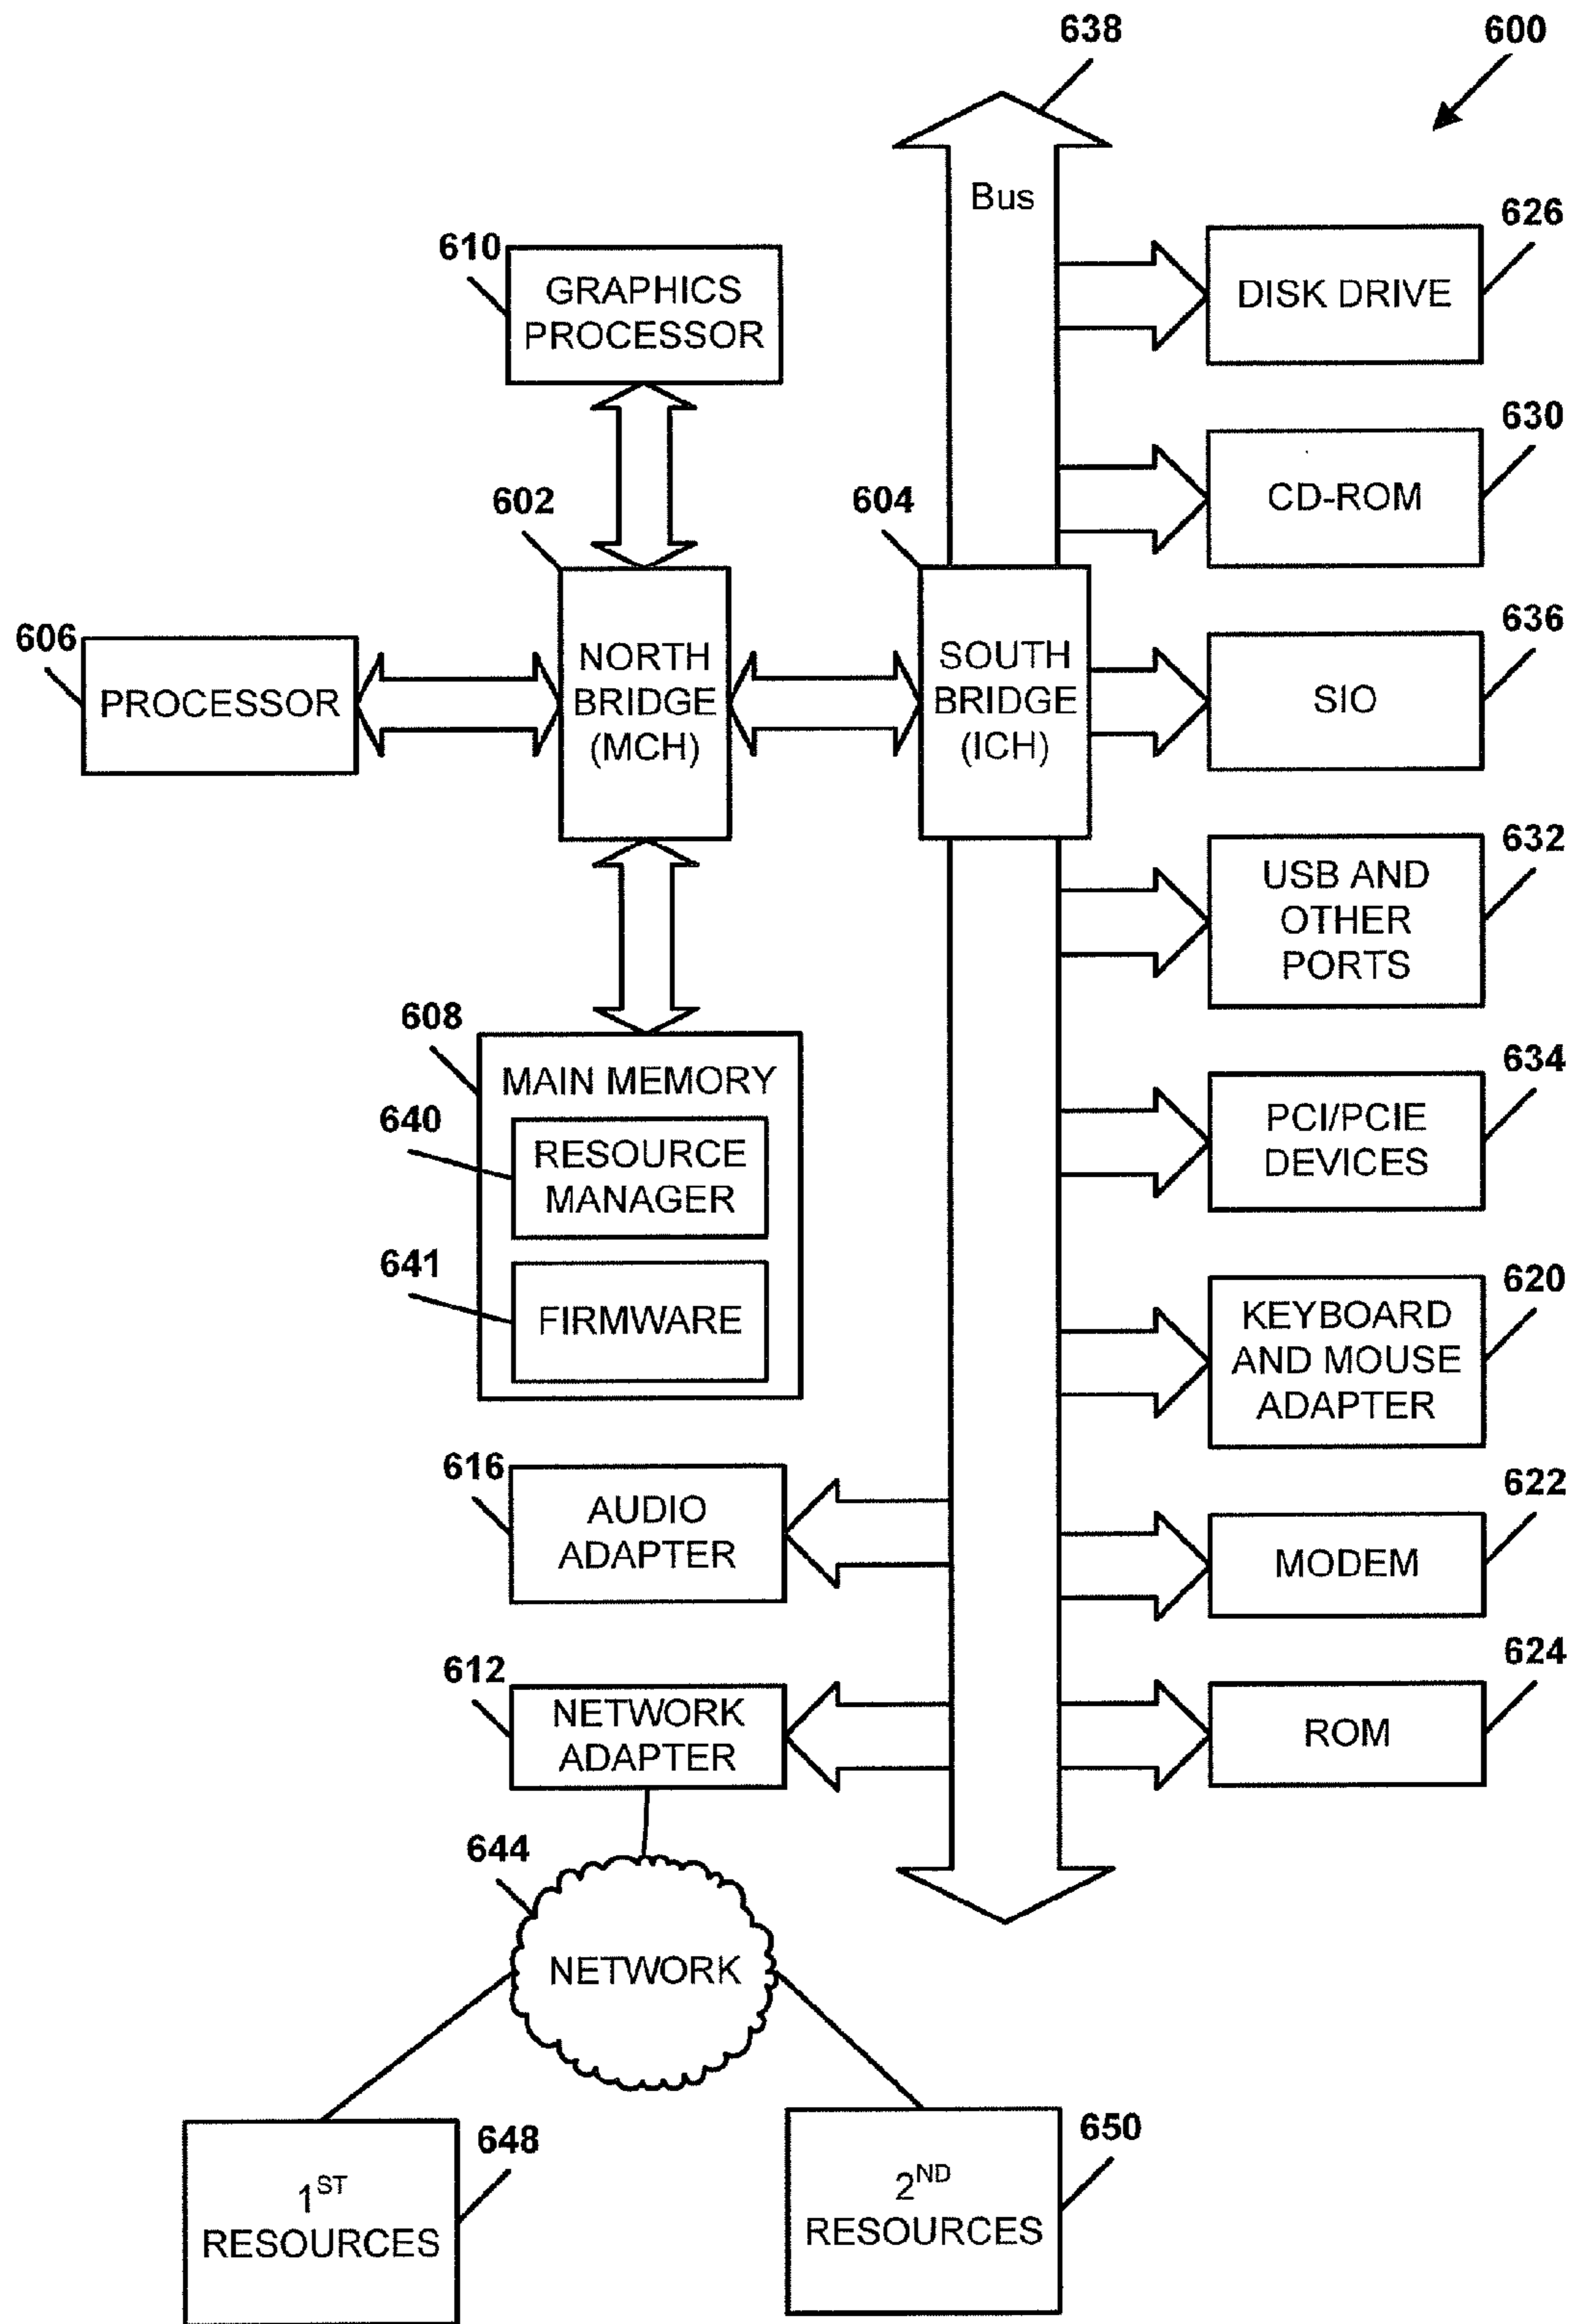 638
600
Bus
626
DISK DRIVE
610
GRAPHICS
PROCESSOR
630
CD-ROM
602
604
606
PROCESSOR
NORTH
BRIDGE
(MCH)
SOUTH
BRIDGE
(ICH)
636
SIO
632
USB AND
OTHER
PORTS
608
MAIN MEMORY
640
RESOURCE
MANAGER
641
FIRMWARE
634
PCI/PCIE
DEVICES
620
KEYBOARD
AND MOUSE
ADAPTER
616
AUDIO
ADAPTER
622
MODEM
612
NETWORK
ADAPTER
624
ROM
644
NETWORK
648
1ST
RESOURCES
650
2ND
RESOURCES